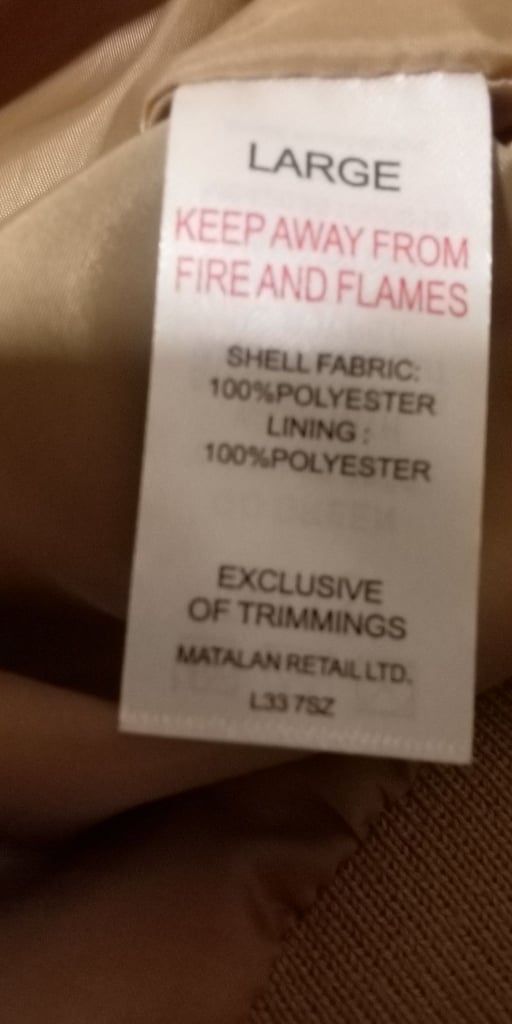 LARGE
KEEP AWAY FROM
FIRE AND FLAMES
SHELL FABRIC:
100%POLYESTER
LINING :
100%POLYESTER
EXCLUSIVE
OF TRIMMINGS
MATALAN RETAIL LTD.
L33 7SZ